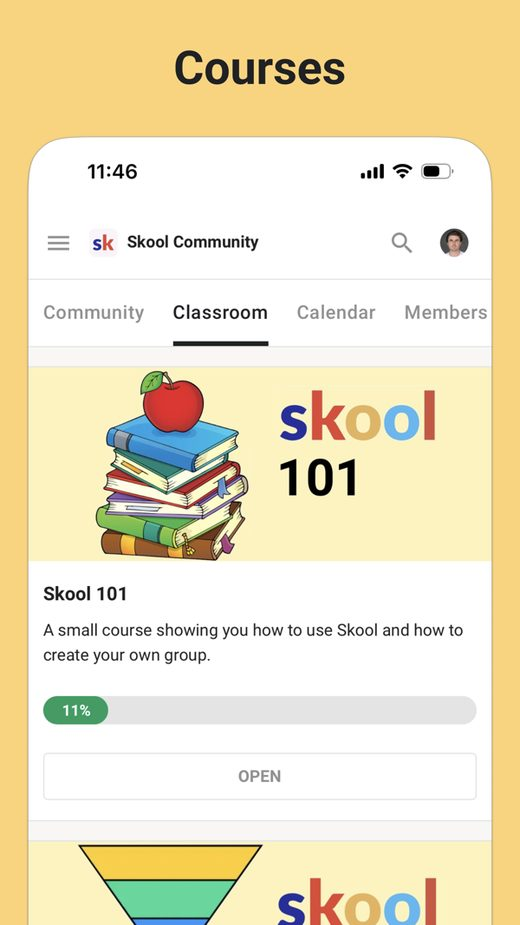 Courses
11:46
sk Skool Community
Community Classroom Calendar Members
skool
101
Skool 101
A small course showing you how to use Skool and how to
create your own group.
11%
OPEN
skool